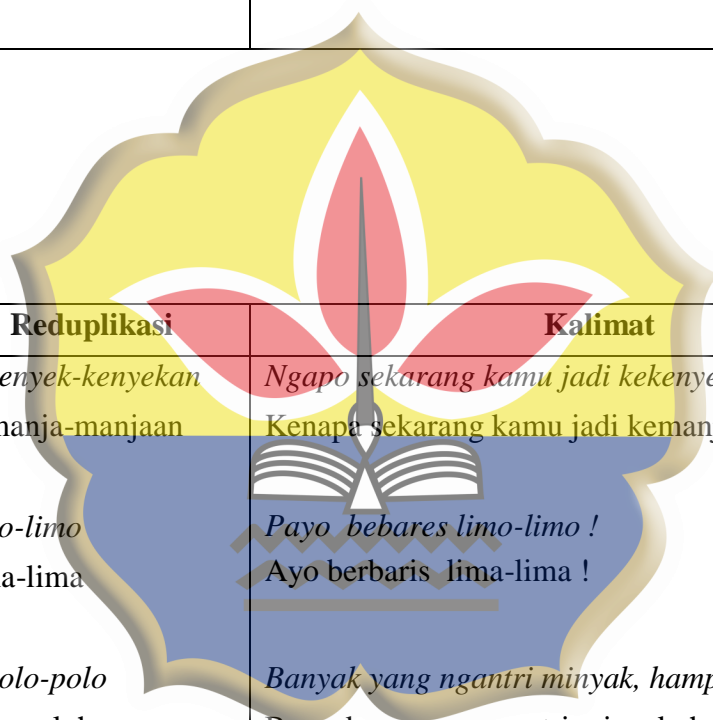 Reduplikasi Kalimat
enyek-kenyekan Ngapo sekarang kamu jadi kekenye
manja-manjaan Kenapa sekarang kamu jadi kemanj
o-limo Payo bebares limo-limo !
a-lima Ayo berbaris lima-lima !
olo-polo Banyak yang ngantri minyak, hamp